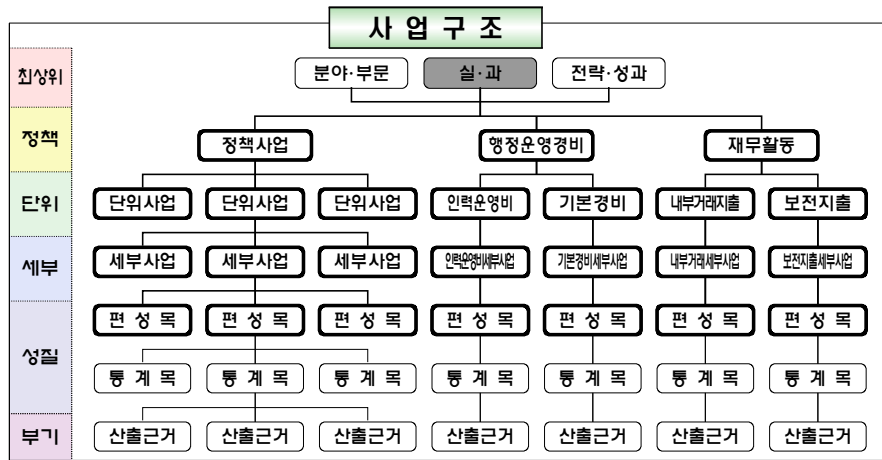 사 업 구 조
최상위 분야·부문 실·과 전략·성과
정책 정책사업 행정운영경비 재무활동
단위 단위사업 단위사업 단위사업 인력운영비 기본경비 내부거래지출 보전지출
세부 세부사업 세부사업 세부사업 인력운영비세부사업 기본경비세부사업 내부거래세부사업 보전지출세부사업
편 성 목 편 성 목 편 성 목 편 성 목 편 성 목 편 성 목 편 성 목
성질
통 계 목 통 계 목 통 계 목 통 계 목 통 계 목 통 계 목 통 계 목
부기 산출근거 산출근거 산출근거 산출근거 산출근거 산출근거 산출근거